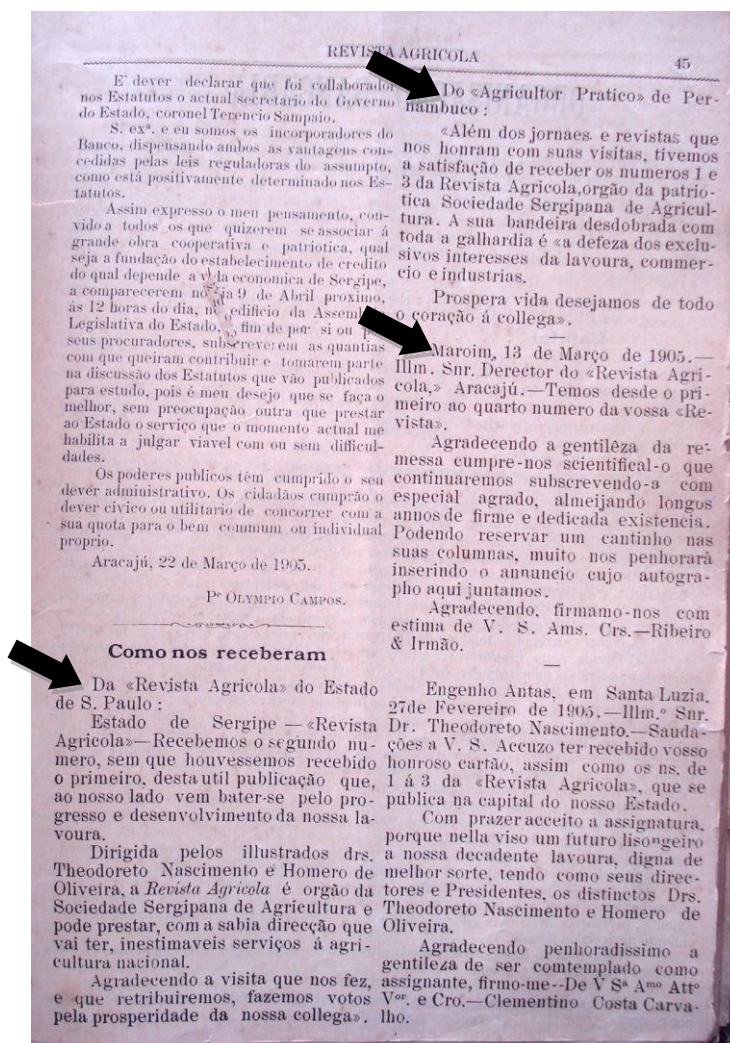 REVISTA AGRICOLA
45
E' dever declarar que foi collaborador
nos Estatutos o actual secretario do Governo
do Estado, coronel Terencio Sampaio.
S. exª. e eu somos os incorporadores do
Banco, dispensando ambos as vantagens con-
cedidas pelas leis reguladoras do assumpto,
como está positivamente determinado nos Es-
tatutos.
Assim expresso o meu pensamento, con-
vido a todos os que quizerem se associar á
grande obra cooperativa e patriotica, qual
seja a fundação do estabelecimento de credito
do qual depende a vida economica de Sergipe,
a comparecerem no dia 9 de Abril proximo,
ás 12 horas do dia, no edificio da Assemblea
Legislativa do Estado, fim de por si ou
seus procuradores, subscreverem as quantias
com que queiram contribuir e tomarem parte
na discussão dos Estatutos que vão publicados
para estudo, pois é meu desejo que se faça o
melhor, sem preocupação outra que prestar
ao Estado o serviço que o momento actual me
habilita a julgar viavel com ou sem difficul-
dades.
Os poderes publicos têm cumprido o seu
dever administrativo. Os cidadãos cumprão o
dever civico ou utilitario de concorrer com a
sua quota para o bem commum ou individual
proprio.
Aracajú, 22 de Março de 1905.
Pe OLYMPIO CAMPOS.
Como nos receberam
Da «Revista Agricola» do Estado
de S. Paulo :
Estado de Sergipe — «Revista
Agricola»—Recebemos o segundo nu-
mero, sem que houvessemos recebido
o primeiro, desta util publicação que,
ao nosso lado vem bater-se pelo pro-
gresso e desenvolvimento da nossa la-
voura.
Dirigida pelos illustrados drs.
Theodoreto Nascimento e Homero de
Oliveira, a Revista Agricola é orgão da
Sociedade Sergipana de Agricultura e
pode prestar, com a sabia direcção que
vai ter, inestimaveis serviços á agri-
cultura nacional.
Agradecendo a visita que nos fez,
e que retribuiremos, fazemos votos
pela prosperidade da nossa collega».
Do «Agricultor Pratico» de Per-
nambuco :
«Além dos jornaes e revistas que
nos honram com suas visitas, tivemos
a satisfação de receber os numeros 1 e
3 da Revista Agricola,orgão da patrio-
tica Sociedade Sergipana de Agricul-
tura. A sua bandeira desdobrada com
toda a galhardia é «a defeza dos exclu-
sivos interesses da lavoura, commer-
cio e industrias.
Prospera vida desejamos de todo
o coração á collega».
Maroim, 13 de Março de 1905.—
Illm. Snr. Derector do «Revista Agri-
cola,» Aracajú.—Temos desde o pri-
meiro ao quarto numero da vossa «Re-
vista».
Agradecendo a gentilêza da re-
messa cumpre-nos scientifical-o que
continuaremos subscrevendo-a com
especial agrado, almeijando longos
annos de firme e dedicada existencia.
Podendo reservar um cantinho nas
suas columnas, muito nos penhorarà
inserindo o annuncio cujo autogra-
pho aqui juntamos.
Agradecendo, firmamo-nos com
estima de V. S. Ams. Crs.—Ribeiro
& Irmão.
Engenho Antas, em Santa Luzia,
27de Fevereiro de 1905.—Illm.º Snr.
Dr. Theodoreto Nascimento.—Sauda-
ções a V. S. Accuzo ter recebido vosso
honroso cartão, assim como os ns. de
1 á 3 da «Revista Agricola», que se
publica na capital do nosso Estado.
Com prazer acceito a assignatura,
porque nella viso um futuro lisongeiro
a nossa decadente lavoura, digna de
melhor sorte, tendo como seus direc-
tores e Presidentes, os distinctos Drs.
Theodoreto Nascimento e Homero de
Oliveira.
Agradecendo penhoradissimo a
gentileza de ser comtemplado como
assignante, firmo-me--De V Sª Amo Atto
Vor. e Cro.—Clementino Costa Carva-
lho.